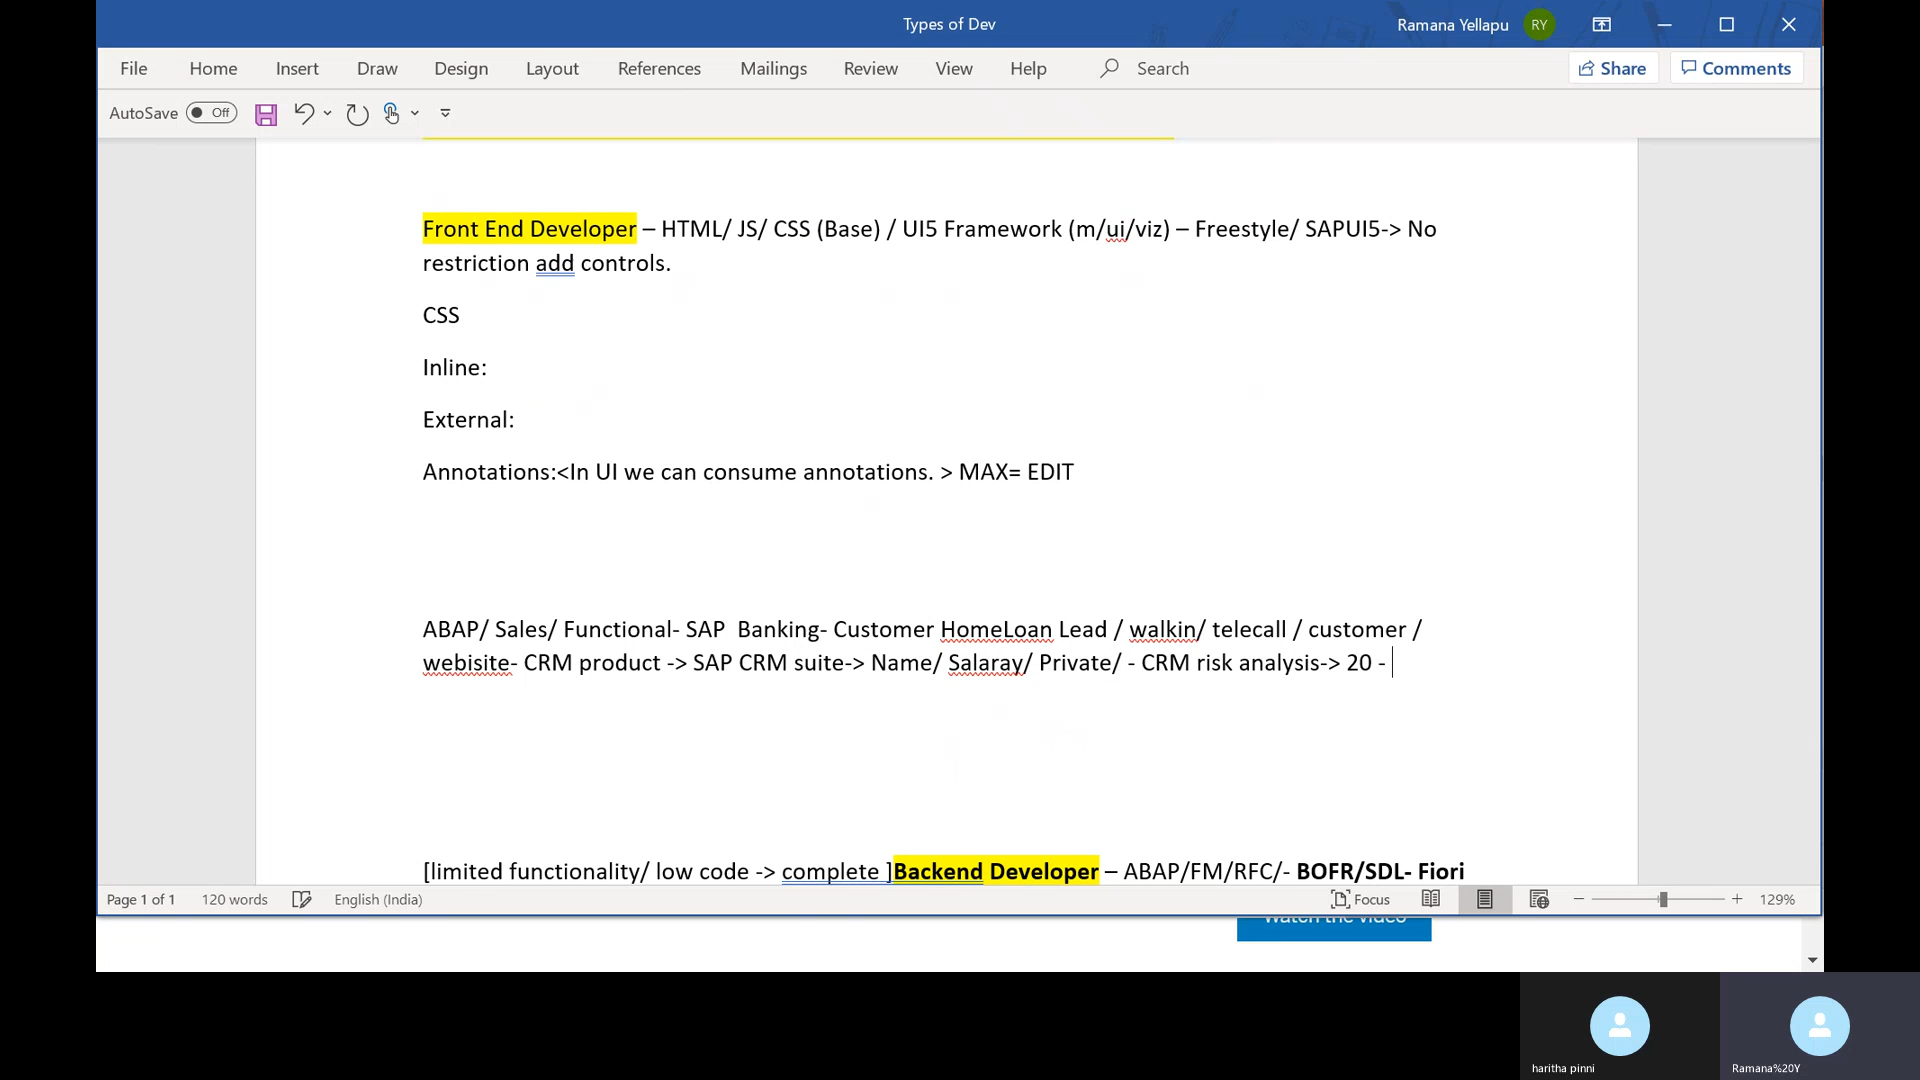 Types of Dev
Ramana Yellapu RY
File Home Insert Draw Design Layout References Mailings Review View Help Search Share Comments
AutoSave Off
Front End Developer – HTML/ JS/ CSS (Base) / UI5 Framework (m/ui/viz) – Freestyle/ SAPUI5-> No
restriction add controls.
CSS
Inline:
External:
Annotations:<In UI we can consume annotations. > MAX= EDIT
ABAP/ Sales/ Functional- SAP  Banking- Customer HomeLoan Lead / walkin/ telecall / customer /
webisite- CRM product -> SAP CRM suite-> Name/ Salaray/ Private/ - CRM risk analysis-> 20 -
[limited functionality/ low code -> complete ]Backend Developer – ABAP/FM/RFC/- BOFR/SDL- Fiori
Page 1 of 1 120 words English (India) Focus 129%
Watch the video
haritha pinni Ramana%20Y